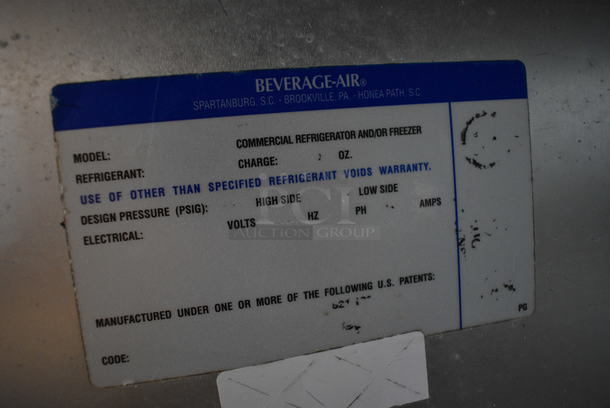 BEVERAGE-AIR®
SPARTANBURG, S.C. - BROOKVILLE, PA. - HONEA PATH, S.C.
COMMERCIAL REFRIGERATOR AND/OR FREEZER
MODEL:
REFRIGERANT: CHARGE: OZ.
USE OF OTHER THAN SPECIFIED REFRIGERANT VOIDS WARRANTY.
DESIGN PRESSURE (PSIG): HIGH SIDE LOW SIDE
ELECTRICAL: VOLTS HZ PH AMPS
AUCTION GROUP
MANUFACTURED UNDER ONE OR MORE OF THE FOLLOWING U.S. PATENTS:
CODE:
PG